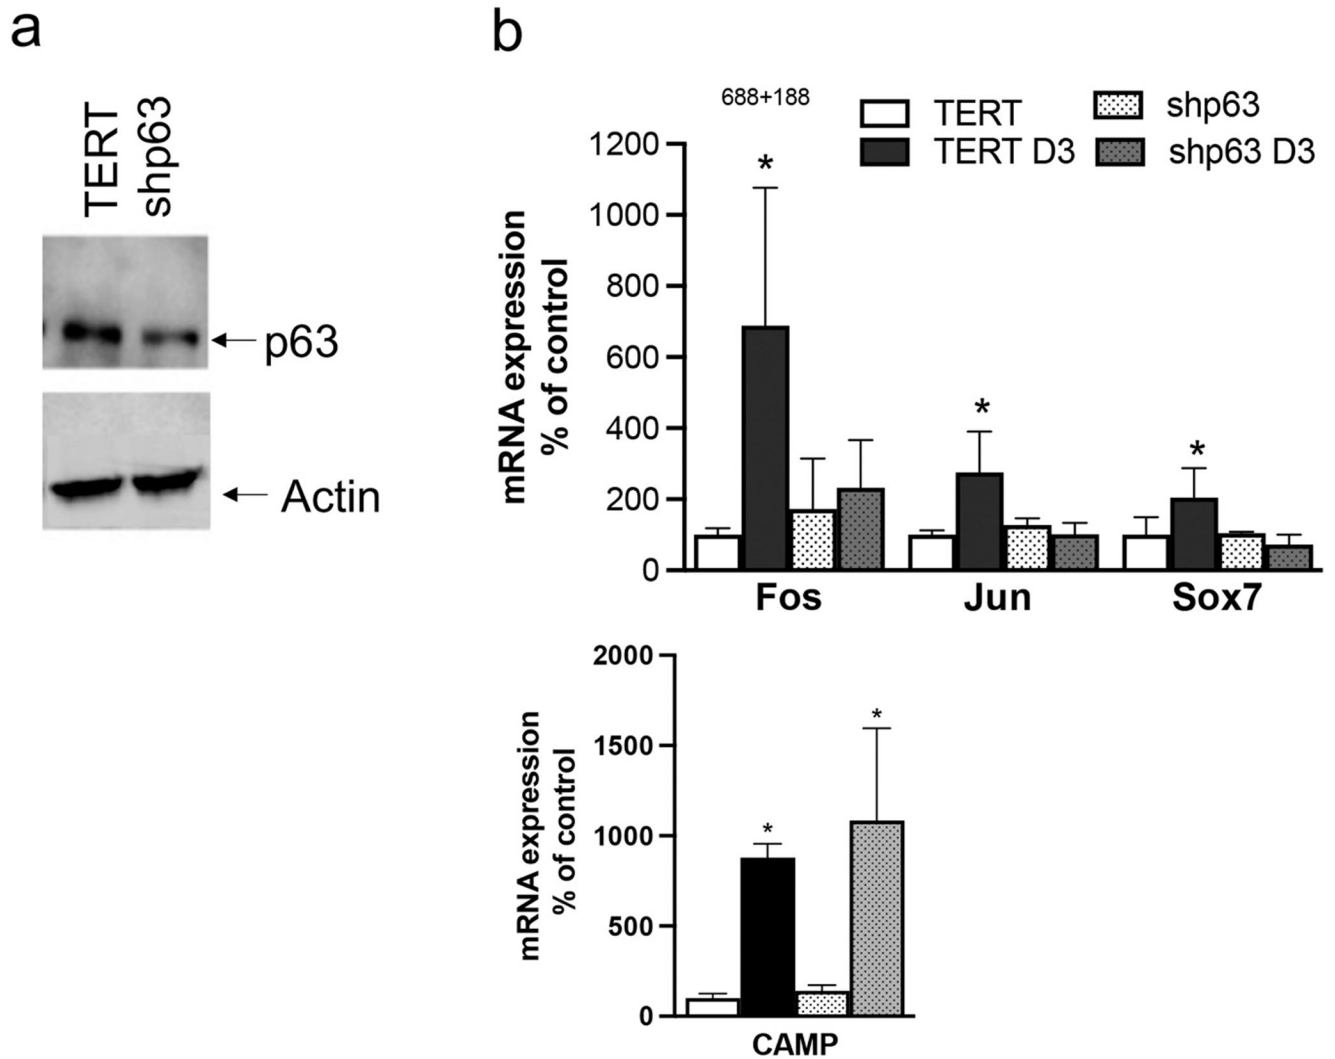 a
TERT
shp63
p63
Actin
b
688+188
TERT
shp63
TERT D3
shp63 D3
mRNA expression
% of control
1200
1000
800
600
400
200
0
*
*
*
Fos
Jun
Sox7
mRNA expression
% of control
2000
1500
1000
500
0
*
*
CAMP